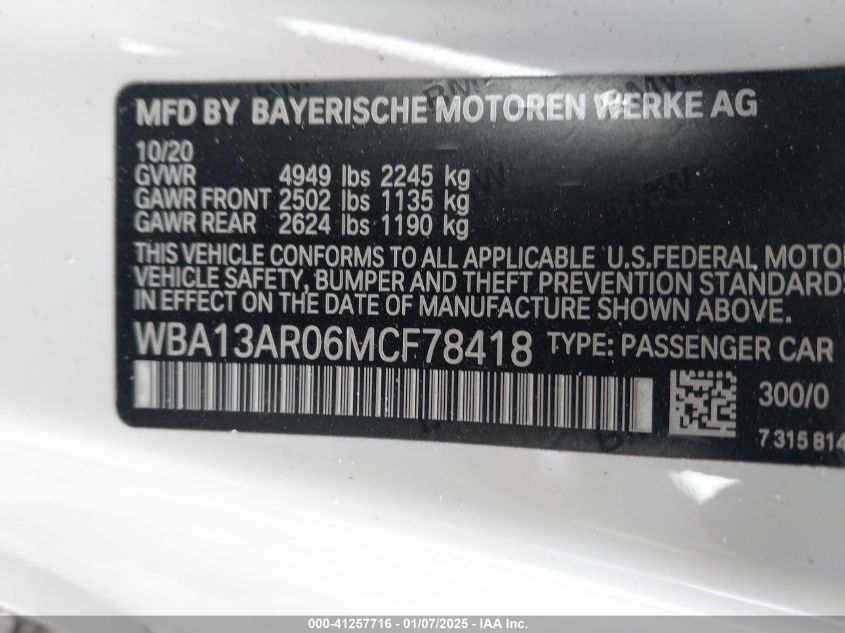 MFD BY BAYERISCHE MOTOREN WERKE AG
10/20
GVWR 4949 lbs 2245 kg
GAWR FRONT 2502 lbs 1135 kg
GAWR REAR 2624 lbs 1190 kg
THIS VEHICLE CONFORMS TO ALL APPLICABLE U.S.FEDERAL MOTO
VEHICLE SAFETY, BUMPER AND THEFT PREVENTION STANDARDS
IN EFFECT ON THE DATE OF MANUFACTURE SHOWN ABOVE.
WBA13AR06MCF78418 TYPE: PASSENGER CAR
300/0
7 315 814
000-41257716 - 01/07/2025 - IAAI.COM